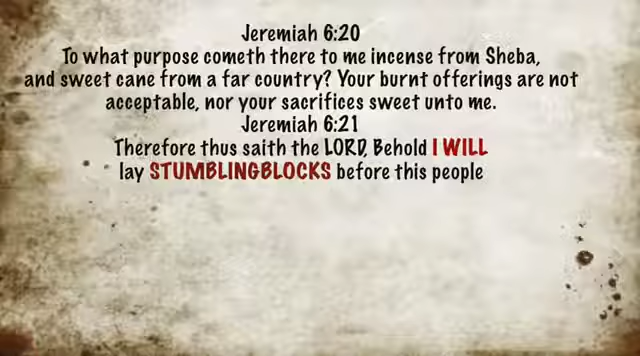 Jeremiah 6:20
To what purpose cometh there to me incense from Sheba,
and sweet cane from a far country? Your burnt offerings are not
acceptable, nor your sacrifices sweet unto me.
Jeremiah 6:21
Therefore thus saith the LORD, Behold I WILL
lay STUMBLINGBLOCKS before this people